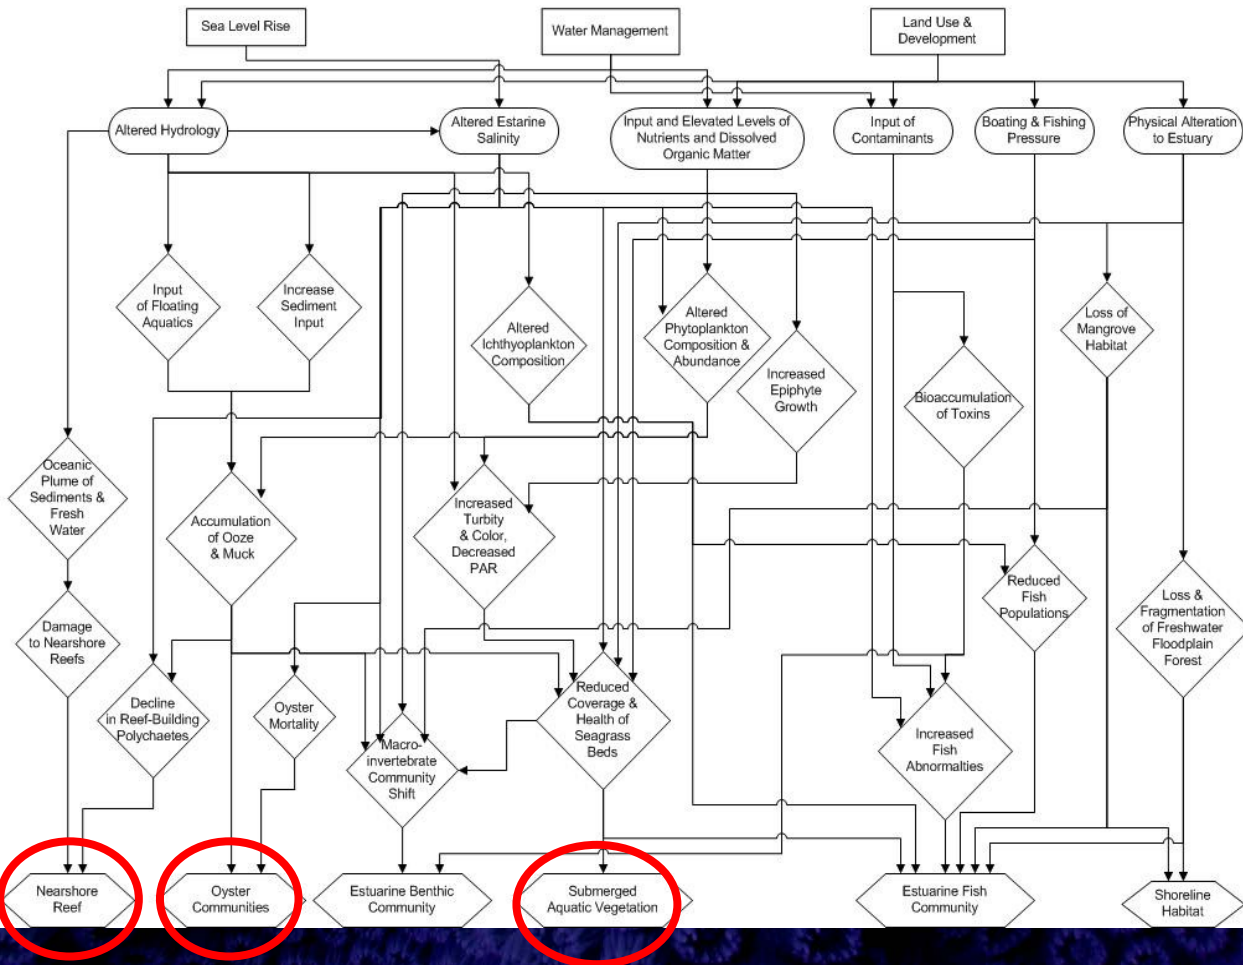 Sea Level Rise
Water Management
Land Use &
Development
Altered Hydrology
Altered Estarine
Salinity
Input and Elevated Levels of
Nutrients and Dissolved
Organic Matter
Input of
Contaminants
Boating & Fishing
Pressure
Physical Alteration
to Estuary
Input
of Floating
Aquatics
Increase
Sediment
Input
Altered
Ichthyoplankton
Composition
Altered
Phytoplankton
Composition &
Abundance
Increased
Epiphyte
Growth
Bioaccumulation
of Toxins
Loss of
Mangrove
Habitat
Oceanic
Plume of
Sediments &
Fresh
Water
Accumulation
of Ooze
& Muck
Increased
Turbity
& Color,
Decreased
PAR
Reduced
Fish
Populations
Loss &
Fragmentation
of Freshwater
Floodplain
Forest
Damage
to Nearshore
Reefs
Decline
in Reef-Building
Polychaetes
Oyster
Mortality
Macro-
invertebrate
Community
Shift
Reduced
Coverage &
Health of
Seagrass
Beds
Increased
Fish
Abnormalties
Nearshore
Reef
Oyster
Communities
Estuarine Benthic
Community
Submerged
Aquatic Vegetation
Estuarine Fish
Community
Shoreline
Habitat